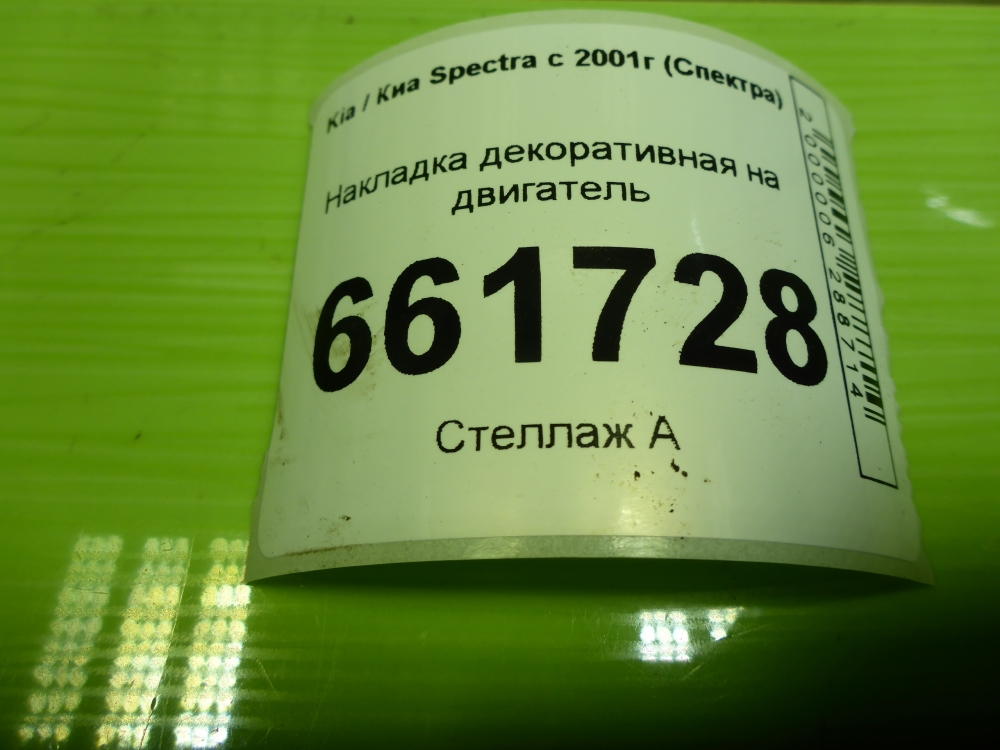 Kia / Киа Spectra с 2001г (Спектра)
Накладка декоративная на
двигатель
661728
Стеллаж А
2000006288714